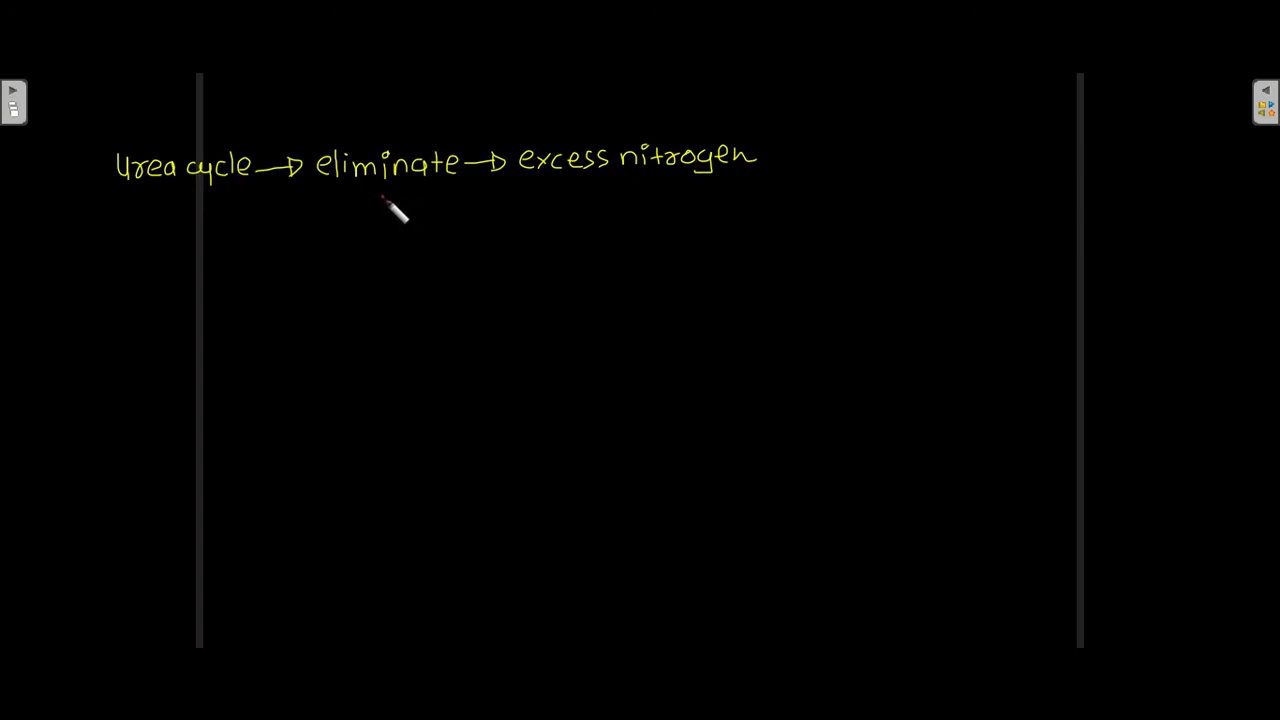 Urea cycle → eliminate → excess nitrogen